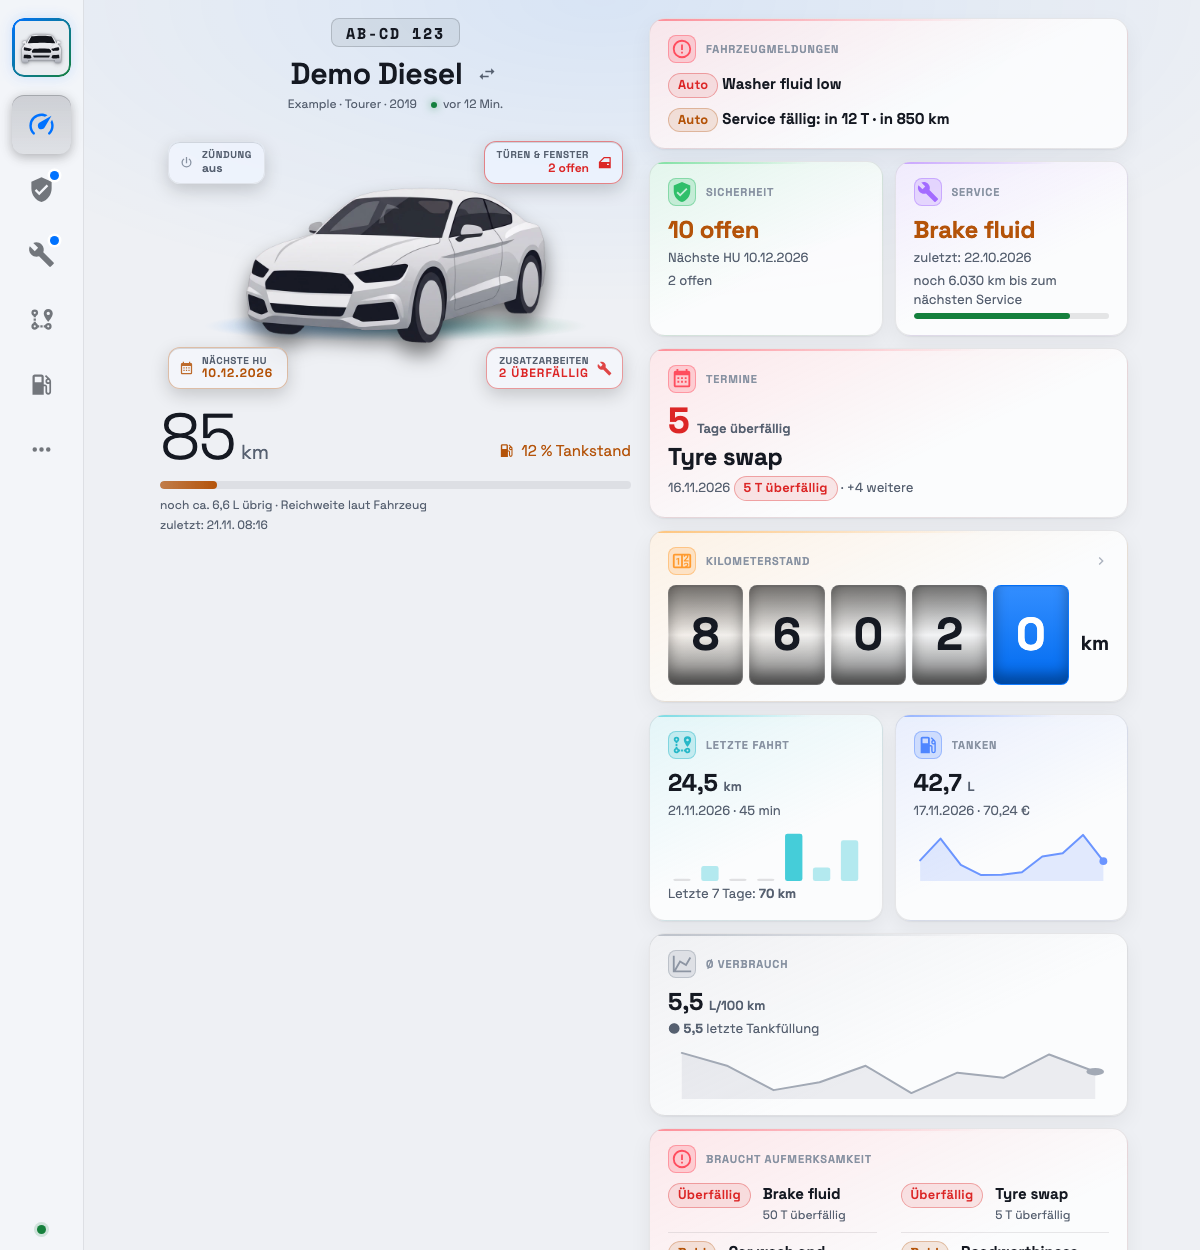 AB-CD 123
Demo Diesel
Example · Tourer · 2019 vor 12 Min.
ZÜNDUNG
aus
TÜREN & FENSTER
2 offen
NÄCHSTE HU
10.12.2026
ZUSATZARBEITEN
2 ÜBERFÄLLIG
85 km
12 % Tankstand
noch ca. 6,6 L übrig · Reichweite laut Fahrzeug
zuletzt: 21.11. 08:16
FAHRZEUGMELDUNGEN
Auto Washer fluid low
Auto Service fällig: in 12 T · in 850 km
SICHERHEIT
10 offen
Nächste HU 10.12.2026
2 offen
SERVICE
Brake fluid
zuletzt: 22.10.2026
noch 6.030 km bis zum
nächsten Service
TERMINE
5 Tage überfällig
Tyre swap
16.11.2026 5 T überfällig · +4 weitere
KILOMETERSTAND
8 6 0 2 0 km
LETZTE FAHRT
24,5 km
21.11.2026 · 45 min
Letzte 7 Tage: 70 km
TANKEN
42,7 L
17.11.2026 · 70,24 €
Ø VERBRAUCH
5,5 L/100 km
5,5 letzte Tankfüllung
BRAUCHT AUFMERKSAMKEIT
Überfällig Brake fluid
50 T überfällig
Überfällig Tyre swap
5 T überfällig